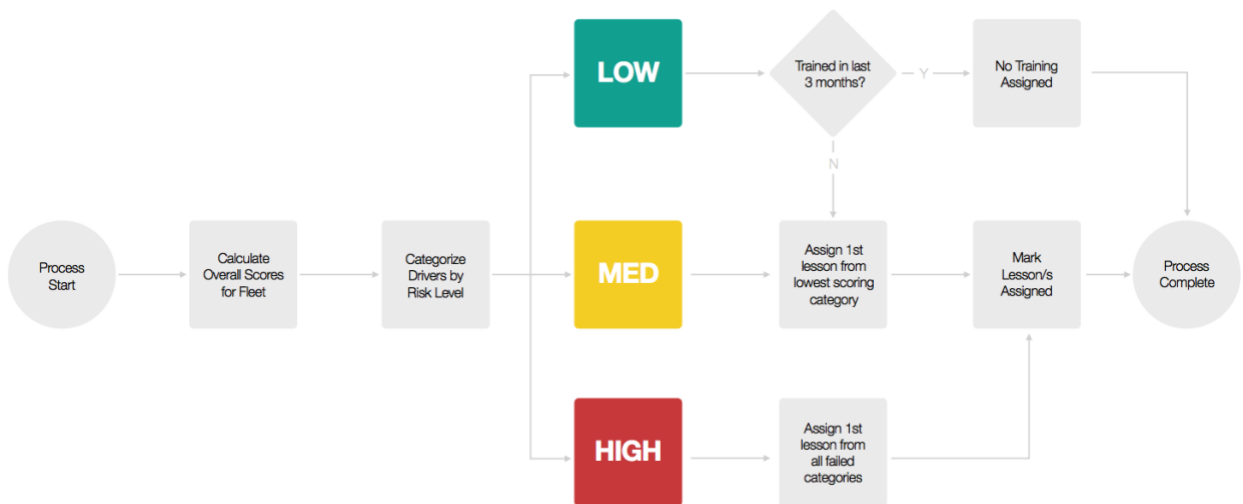 LOW
Trained in last
3 months?
Y
No Training
Assigned
N
Process
Start
Calculate
Overall Scores
for Fleet
Categorize
Drivers by
Risk Level
MED
Assign 1st
lesson from
lowest scoring
category
Mark
Lesson/s
Assigned
Process
Complete
HIGH
Assign 1st
lesson from
all failed
categories